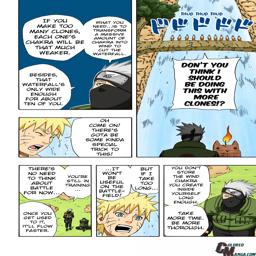 IF YOU
MAKE TOO
MANY CLONES,
EACH ONE'S
CHAKRA WILL BE
THAT MUCH
WEAKER.
WHAT YOU
NEED...IS TO
TRANSFORM
A MASSIVE
AMOUNT OF
CHAKRA INTO
WIND TO CUT
THE
WATERFALL.
BESIDES,
THAT
WATERFALL'S
ONLY WIDE
ENOUGH
FOR ABOUT
TEN OF YOU.
DON'T YOU
THINK I
SHOULD
BE DOING
THIS WITH
MORE
CLONES!?
OH
COME ON!
THERE'S
GOTTA BE
SOME KINDA
SPECIAL
TRICK TO
THIS!
YOU DON'T
STORE
THE WIND
CHAKRA
YOU CREATE
INSIDE
YOURSELF
LONG
ENOUGH.
TAKE
MORE TIME.
BE MORE
THOROUGH.
BUT
IF I
TAKE
TOO
LONG...
...IT
WON'T
BE
USEFUL
ON THE
BATTLE-
FIELD!
YOU'RE
STILL IN
TRAINING
THERE'S
NO NEED
TO THINK
ABOUT
BATTLE
FOR NOW.
ONCE YOU
GET USED
TO IT,
IT'LL FLOW
FASTER.
COLORED
MANGA.COM